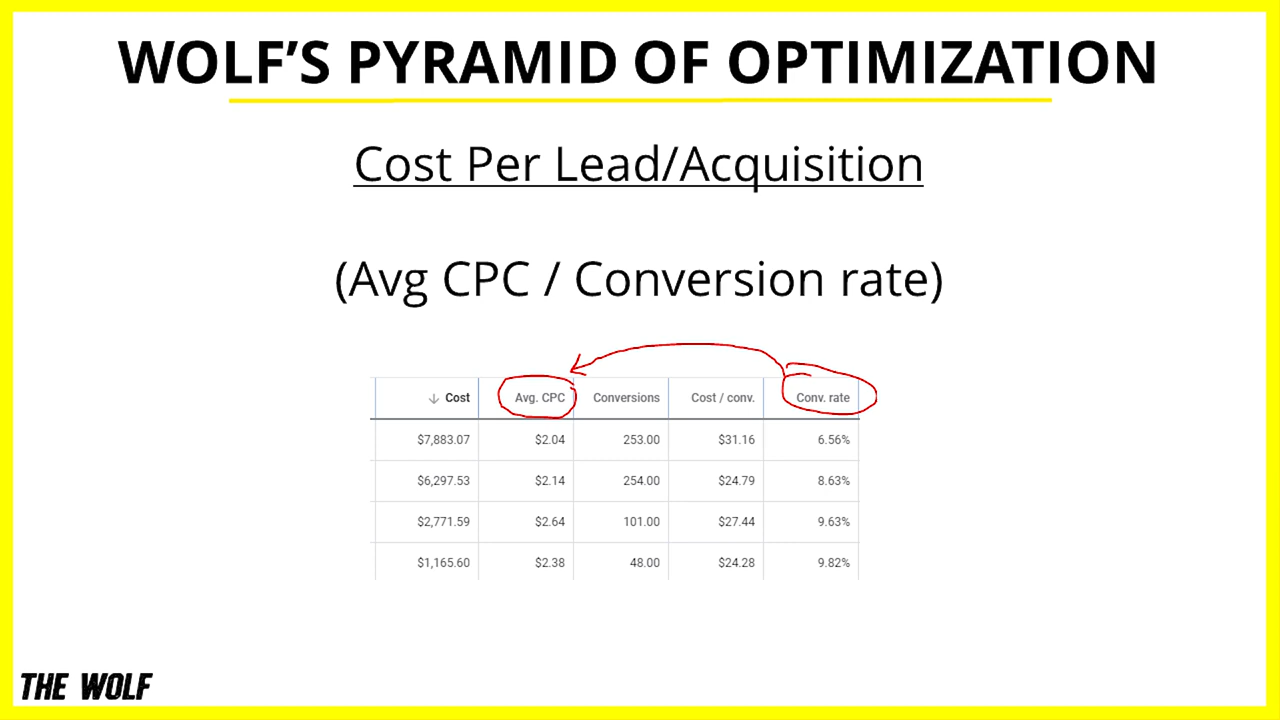 WOLF’S PYRAMID OF OPTIMIZATION
Cost Per Lead/Acquisition
(Avg CPC / Conversion rate)
↓ Cost Avg. CPC Conversions Cost / conv. Conv. rate
$7,883.07 $2.04 253.00 $31.16 6.56%
$6,297.53 $2.14 254.00 $24.79 8.63%
$2,771.59 $2.64 101.00 $27.44 9.63%
$1,165.60 $2.38 48.00 $24.28 9.82%
THE WOLF